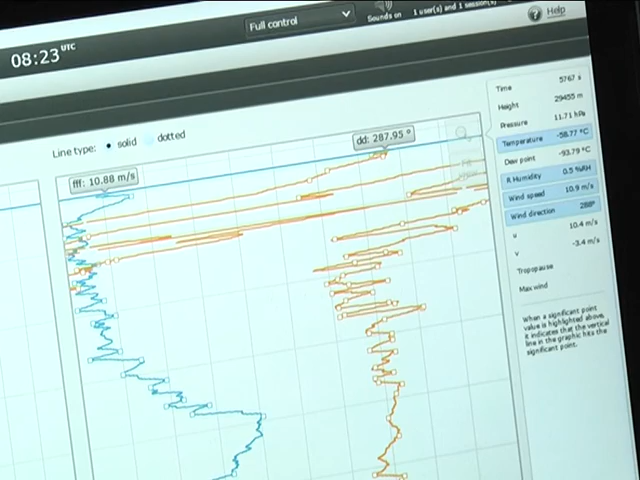 08:23 UTC
Full control
Sounds on
1 user(s) and 1 session(s)
Help
Line type: solid dotted
fff: 10.88 m/s
dd: 287.95 °
Time 5767 s
Height 29455 m
Pressure 11.71 hPa
Temperature -58.77 °C
Dew point -93.79 °C
R Humidity 0.5 %RH
Wind speed 10.9 m/s
Wind direction 288°
u 10.4 m/s
v -3.4 m/s
Tropopause
Max wind
When a significant point
value is highlighted above,
it indicates that the vertical
line in the graphic hits the
significant point.